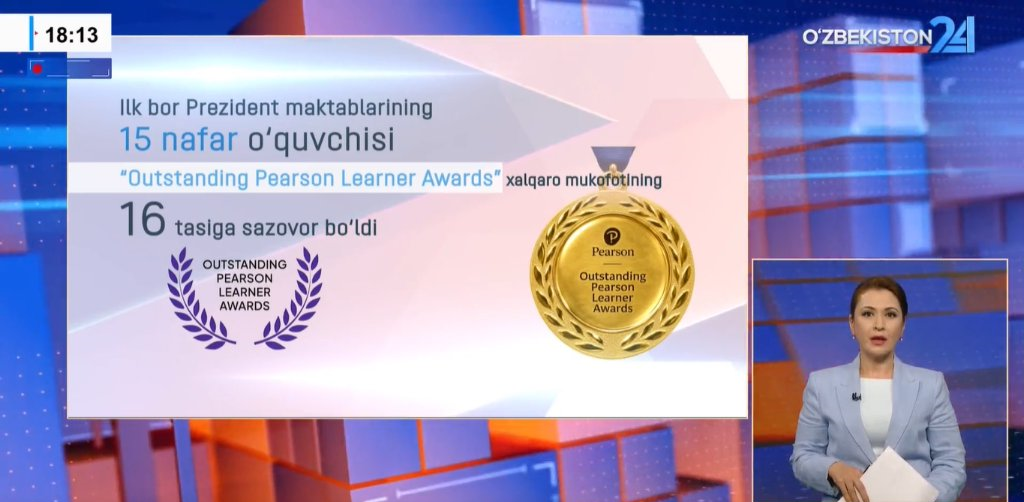 18:13
O‘ZBEKISTON 24
Ilk bor Prezident maktablarining
15 nafar o‘quvchisi
“Outstanding Pearson Learner Awards” xalqaro mukofotining
16 tasiga sazovor bo‘ldi
OUTSTANDING
PEARSON
LEARNER
AWARDS
Pearson
Outstanding
Pearson
Learner
Awards